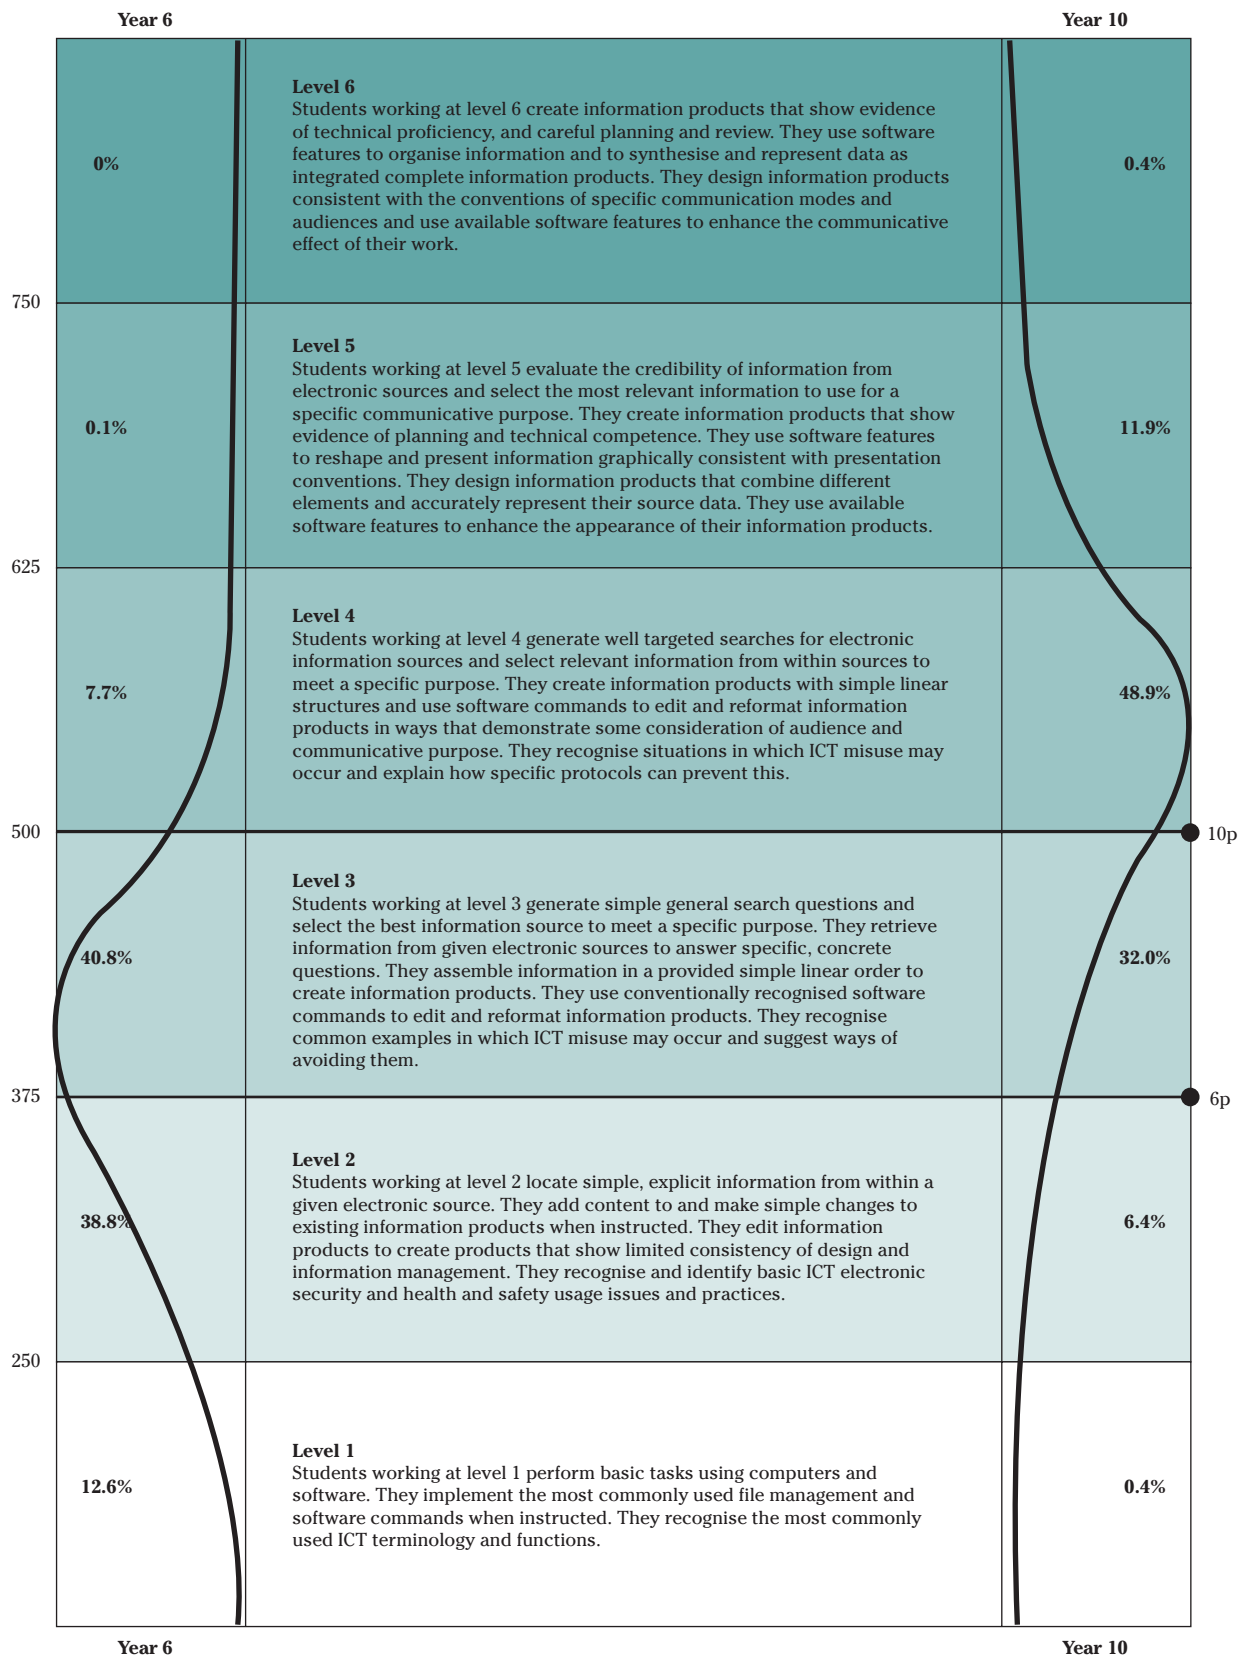 Year 6
Year 10
Level 6
Students working at level 6 create information products that show evidence
of technical proficiency, and careful planning and review. They use software
features to organise information and to synthesise and represent data as
integrated complete information products. They design information products
consistent with the conventions of specific communication modes and
audiences and use available software features to enhance the communicative
effect of their work.
0%
0.4%
750
Level 5
Students working at level 5 evaluate the credibility of information from
electronic sources and select the most relevant information to use for a
specific communicative purpose. They create information products that show
evidence of planning and technical competence. They use software features
to reshape and present information graphically consistent with presentation
conventions. They design information products that combine different
elements and accurately represent their source data. They use available
software features to enhance the appearance of their information products.
0.1%
11.9%
625
Level 4
Students working at level 4 generate well targeted searches for electronic
information sources and select relevant information from within sources to
meet a specific purpose. They create information products with simple linear
structures and use software commands to edit and reformat information
products in ways that demonstrate some consideration of audience and
communicative purpose. They recognise situations in which ICT misuse may
occur and explain how specific protocols can prevent this.
7.7%
48.9%
500
10p
Level 3
Students working at level 3 generate simple general search questions and
select the best information source to meet a specific purpose. They retrieve
information from given electronic sources to answer specific, concrete
questions. They assemble information in a provided simple linear order to
create information products. They use conventionally recognised software
commands to edit and reformat information products. They recognise
common examples in which ICT misuse may occur and suggest ways of
avoiding them.
40.8%
32.0%
375
6p
Level 2
Students working at level 2 locate simple, explicit information from within a
given electronic source. They add content to and make simple changes to
existing information products when instructed. They edit information
products to create products that show limited consistency of design and
information management. They recognise and identify basic ICT electronic
security and health and safety usage issues and practices.
38.8%
6.4%
250
Level 1
Students working at level 1 perform basic tasks using computers and
software. They implement the most commonly used file management and
software commands when instructed. They recognise the most commonly
used ICT terminology and functions.
12.6%
0.4%
Year 6
Year 10